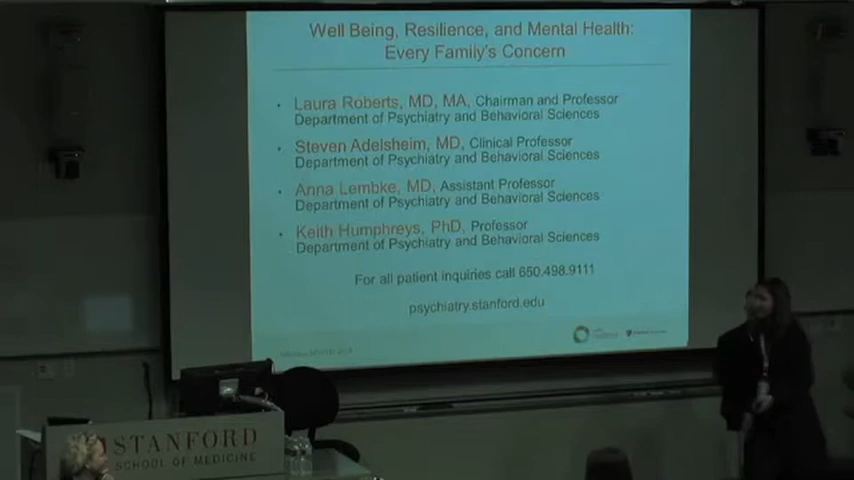 Well Being, Resilience, and Mental Health:
Every Family's Concern
• Laura Roberts, MD, MA, Chairman and Professor
Department of Psychiatry and Behavioral Sciences
• Steven Adelsheim, MD, Clinical Professor
Department of Psychiatry and Behavioral Sciences
• Anna Lembke, MD, Assistant Professor
Department of Psychiatry and Behavioral Sciences
• Keith Humphreys, PhD, Professor
Department of Psychiatry and Behavioral Sciences
For all patient inquiries call 650.498.9111
psychiatry.stanford.edu
STANFORD
SCHOOL OF MEDICINE